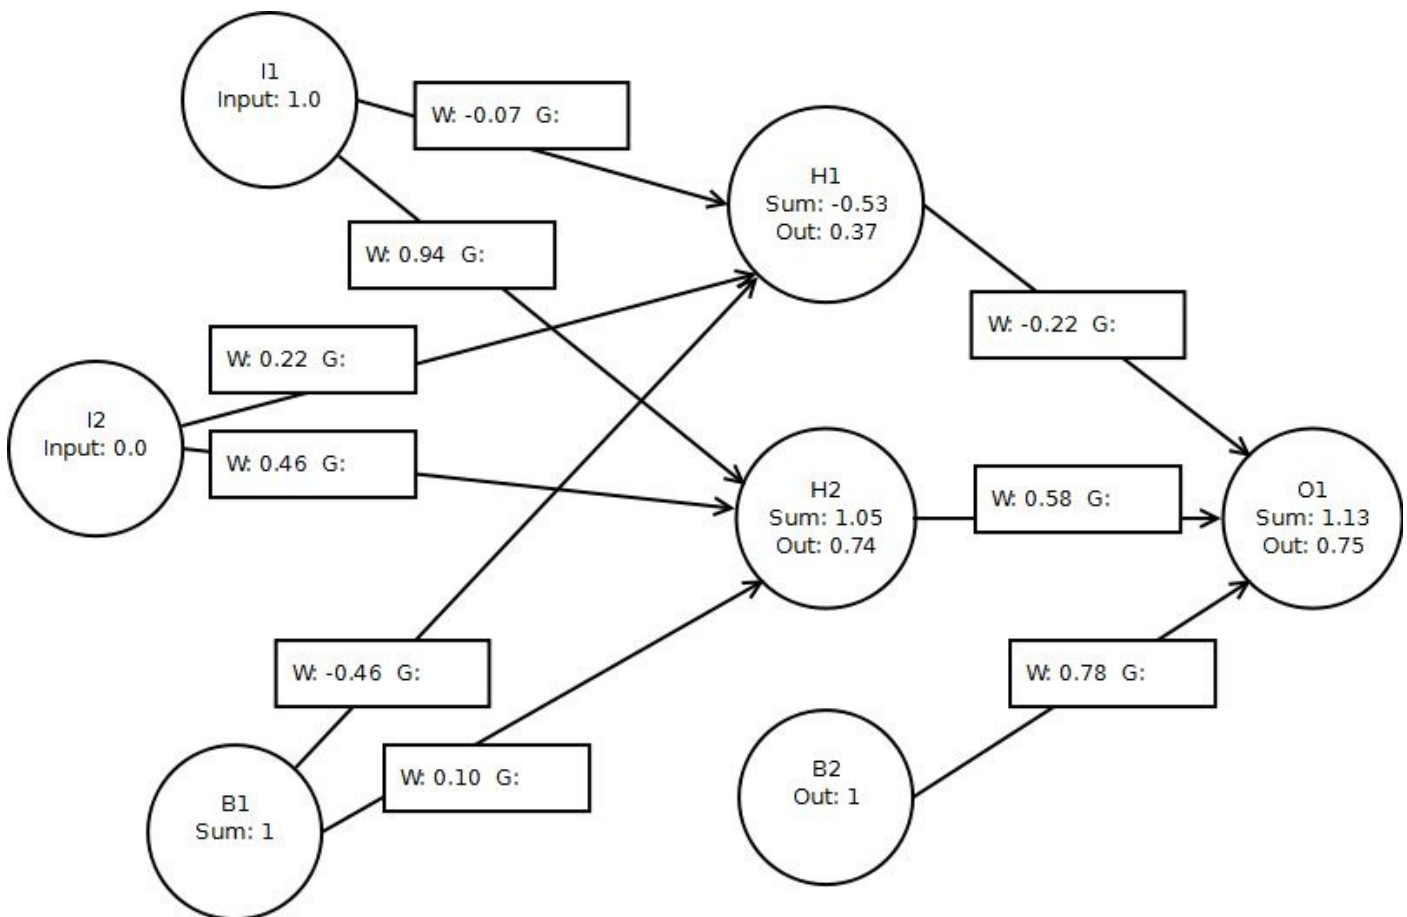 I1
Input: 1.0
W: -0.07 G:
H1
Sum: -0.53
Out: 0.37
W: 0.94 G:
W: -0.22 G:
W: 0.22 G:
I2
Input: 0.0
W: 0.46 G:
H2
Sum: 1.05
Out: 0.74
W: 0.58 G:
O1
Sum: 1.13
Out: 0.75
W: -0.46 G:
W: 0.78 G:
W: 0.10 G:
B1
Sum: 1
B2
Out: 1